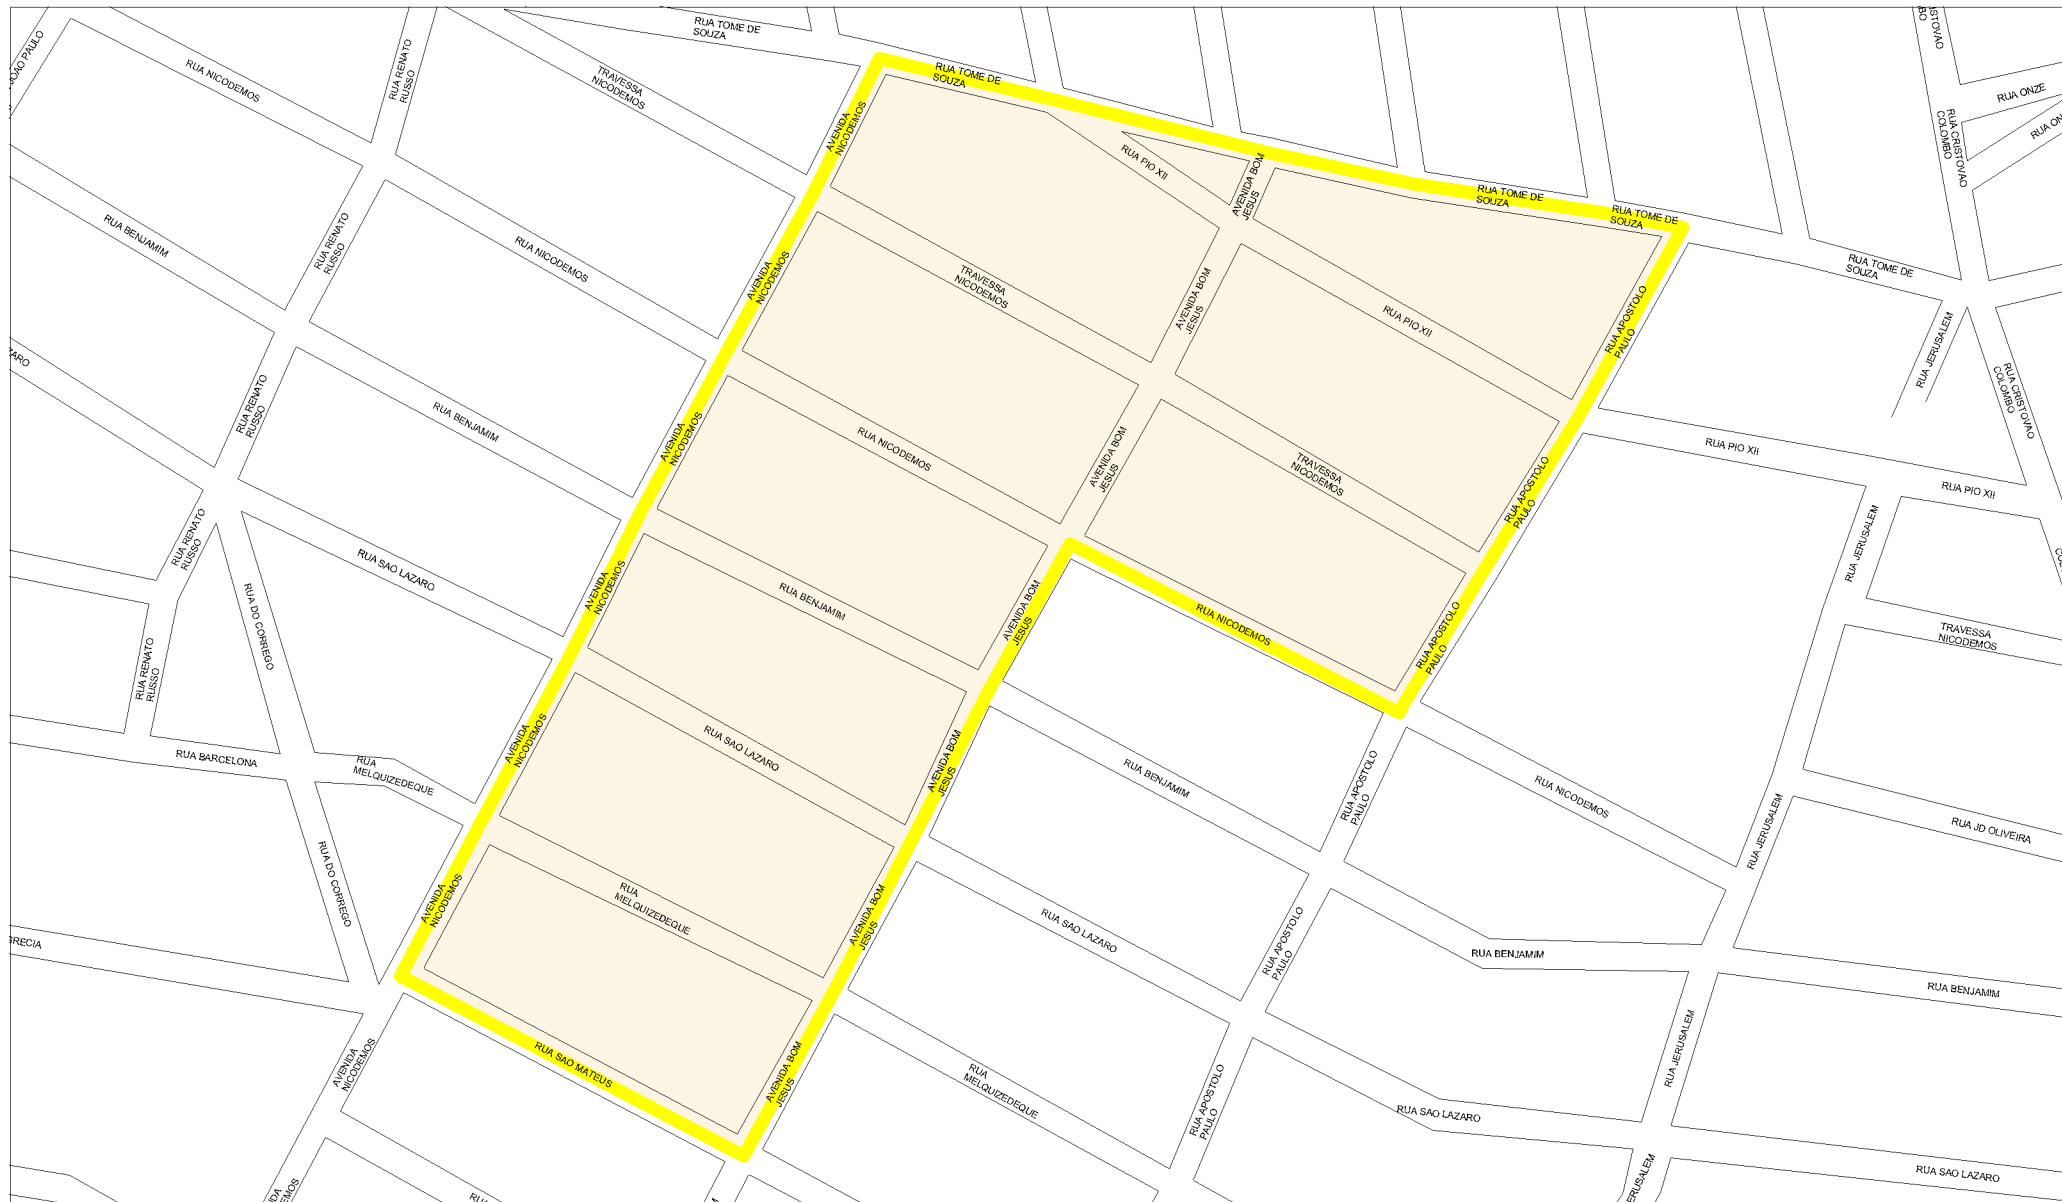 RUA TOME DE
SOUZA
JOAO PAULO
RUA NICODEMOS
RUA RENATO
RUSSO
TRAVESSA
NICODEMOS
RUA TOME DE
SOUZA
RUA ONZE
RUA CRISTOVAO
COLOMBO
AVENIDA
NICODEMOS
RUA PIO XII
AVENIDA BOM
JESUS
RUA TOME DE
SOUZA
RUA TOME DE
SOUZA
RUA BENJAMIM
RUA RENATO
RUSSO
RUA NICODEMOS
AVENIDA
NICODEMOS
TRAVESSA
NICODEMOS
AVENIDA BOM
JESUS
RUA PIO XII
RUA APOSTOLO
PAULO
RUA TOME DE
SOUZA
RUA JERUSALEM
RUA CRISTOVAO
COLOMBO
RUA RENATO
RUSSO
RUA BENJAMIM
AVENIDA
NICODEMOS
RUA NICODEMOS
AVENIDA BOM
JESUS
TRAVESSA
NICODEMOS
RUA APOSTOLO
PAULO
RUA PIO XII
RUA PIO XII
RUA RENATO
RUSSO
RUA SAO LAZARO
AVENIDA
NICODEMOS
RUA BENJAMIM
AVENIDA BOM
JESUS
RUA NICODEMOS
RUA APOSTOLO
PAULO
RUA JERUSALEM
TRAVESSA
NICODEMOS
RUA DO CORREGO
RUA RENATO
RUSSO
RUA BARCELONA
RUA
MELQUIZEDEQUE
AVENIDA
NICODEMOS
RUA SAO LAZARO
AVENIDA BOM
JESUS
RUA BENJAMIM
RUA APOSTOLO
PAULO
RUA NICODEMOS
RUA JERUSALEM
RUA JD OLIVEIRA
RUA DO CORREGO
AVENIDA
NICODEMOS
RUA
MELQUIZEDEQUE
AVENIDA BOM
JESUS
RUA SAO LAZARO
RUA APOSTOLO
PAULO
RUA BENJAMIM
RUA BENJAMIM
GRECIA
AVENIDA
NICODEMOS
RUA SAO MATEUS
AVENIDA BOM
JESUS
RUA
MELQUIZEDEQUE
RUA APOSTOLO
PAULO
RUA SAO LAZARO
RUA JERUSALEM
RUA SAO LAZARO